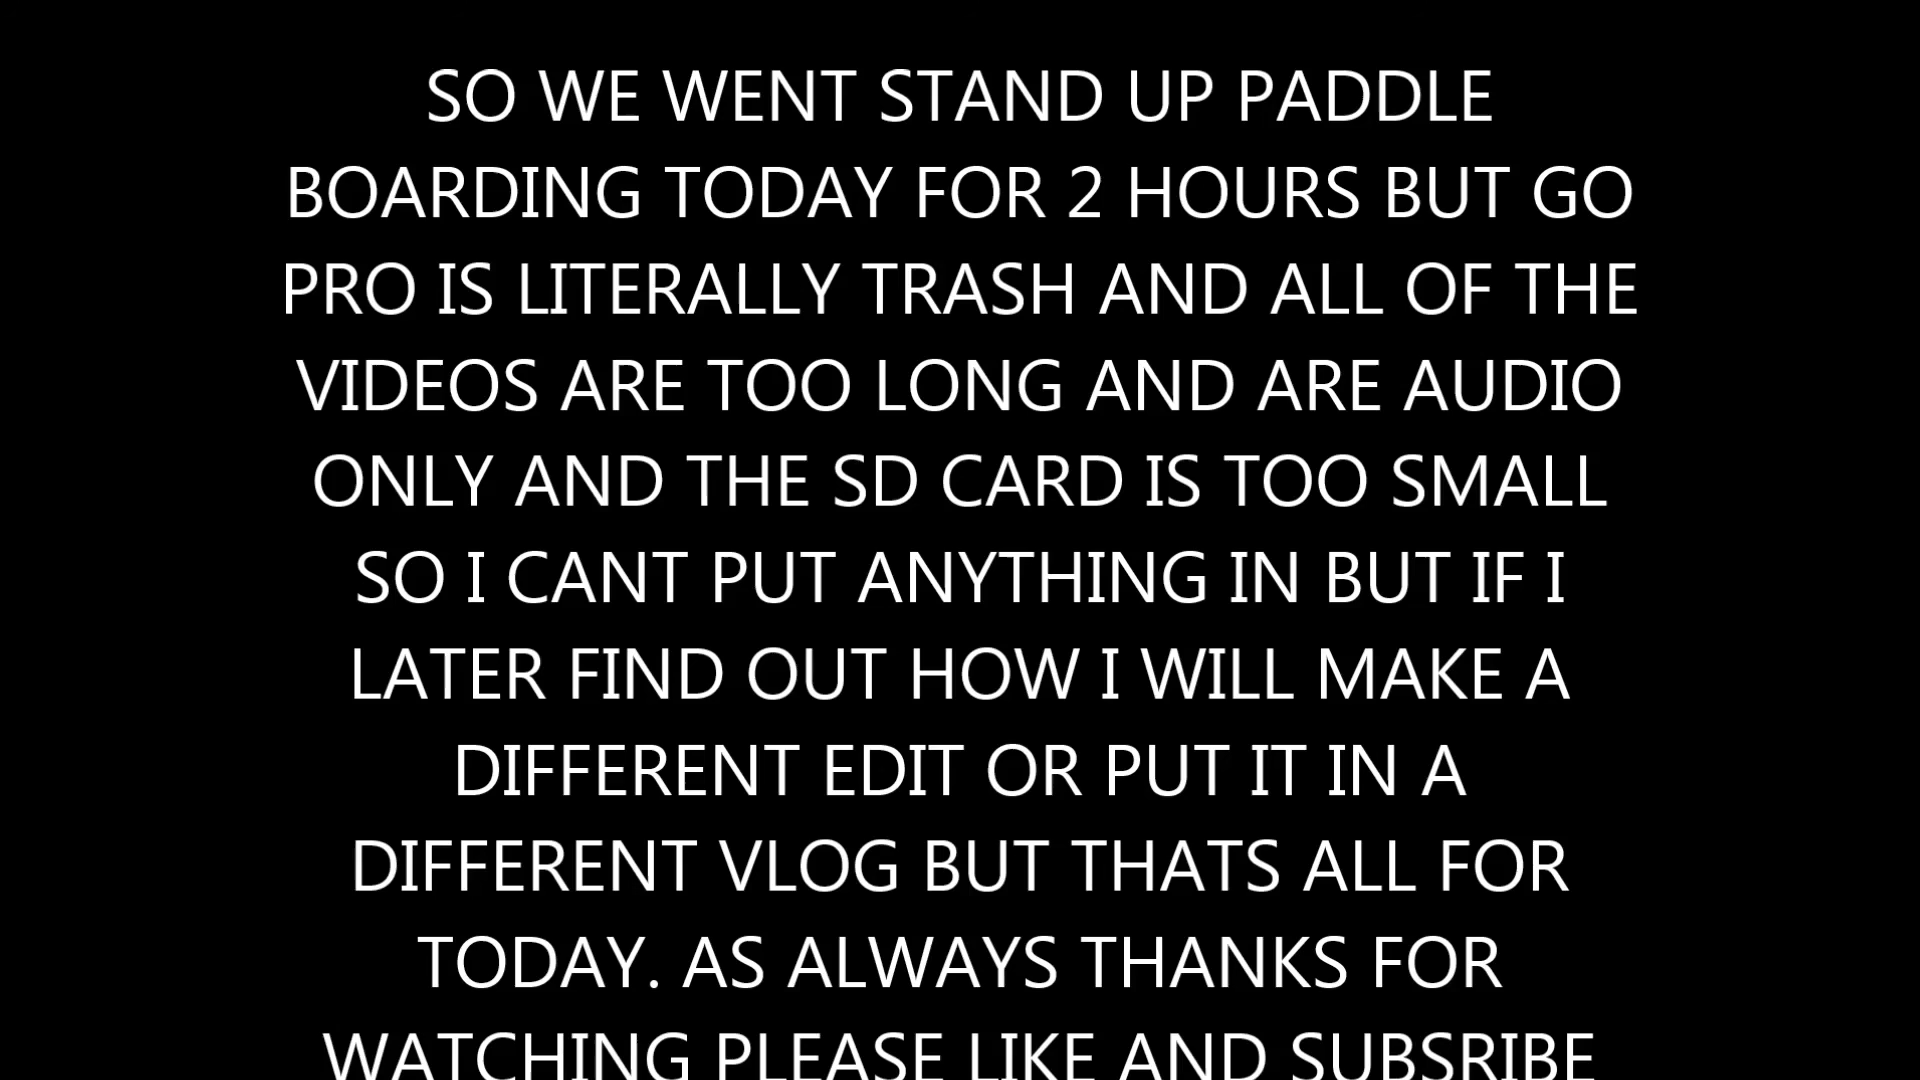 SO WE WENT STAND UP PADDLE
BOARDING TODAY FOR 2 HOURS BUT GO
PRO IS LITERALLY TRASH AND ALL OF THE
VIDEOS ARE TOO LONG AND ARE AUDIO
ONLY AND THE SD CARD IS TOO SMALL
SO I CANT PUT ANYTHING IN BUT IF I
LATER FIND OUT HOW I WILL MAKE A
DIFFERENT EDIT OR PUT IT IN A
DIFFERENT VLOG BUT THATS ALL FOR
TODAY. AS ALWAYS THANKS FOR
WATCHING PLEASE LIKE AND SUBSRIBE